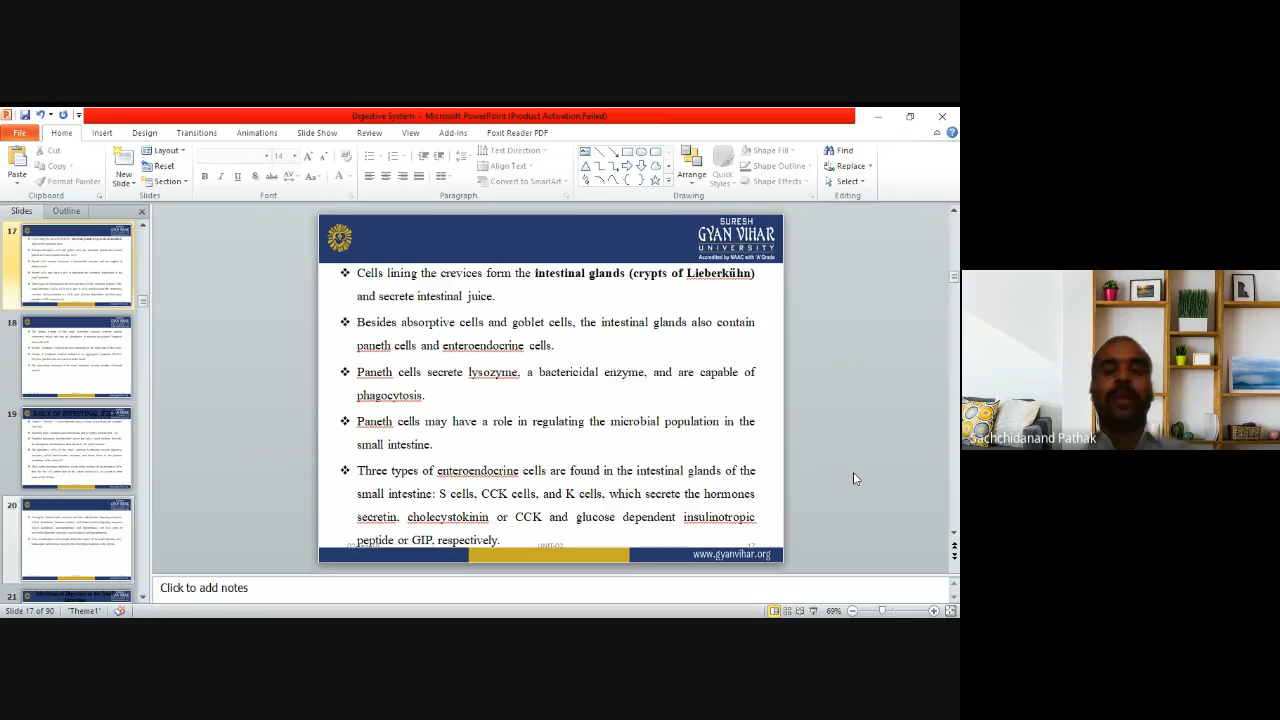 Digestive System - Microsoft PowerPoint (Product Activation Failed)
File Home Insert Design Transitions Animations Slide Show Review View Add-Ins Foxit Reader PDF
Cut
Copy
Format Painter
Paste
Clipboard
New
Slide
Layout
Reset
Section
Slides
14
Font
Text Direction
Align Text
Convert to SmartArt
Paragraph
Arrange
Quick
Styles
Shape Fill
Shape Outline
Shape Effects
Drawing
Find
Replace
Select
Editing
Slides Outline
17
18
19
20
21
SURESH
GYAN VIHAR
UNIVERSITY
Accredited by NAAC with 'A' Grade
Cells lining the crevices form the intestinal glands (crypts of Lieberkühn)
and secrete intestinal juice.
Besides absorptive cells and goblet cells, the intestinal glands also contain
paneth cells and enteroendocrine cells.
Paneth cells secrete lysozyme, a bactericidal enzyme, and are capable of
phagocytosis.
Paneth cells may have a role in regulating the microbial population in the
small intestine.
Three types of enteroendocrine cells are found in the intestinal glands of the
small intestine: S cells, CCK cells, and K cells, which secrete the hormones
secretin cholecystokinin or CCK and glucose dependent insulinotropic
peptide or GIP, respectively.
UNIT-02
17
www.gyanvihar.org
Click to add notes
Slide 17 of 90 "Theme1" 69%
Sachchidanand Pathak